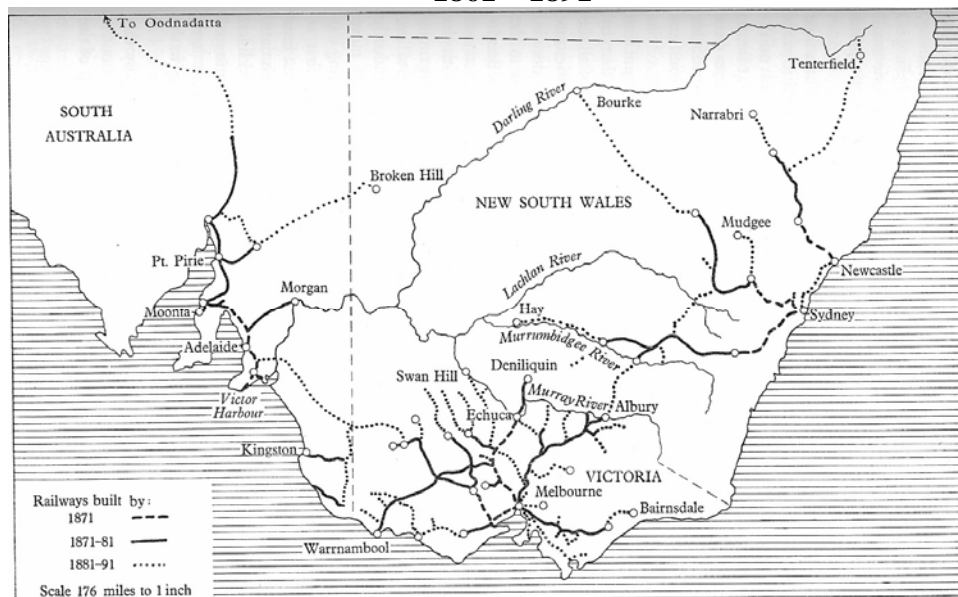 To Oodnadatta
SOUTH
AUSTRALIA
Tenterfield
Darling River
Bourke
Narrabri
Broken Hill
NEW SOUTH WALES
Mudgee
Pt. Pirie
Lachlan River
Newcastle
Morgan
Moonta
Hay
Sydney
Adelaide
Murrumbidgee River
Deniliquin
Swan Hill
Victor
Harbour
Murray River
Echuca
Albury
Kingston
VICTORIA
Melbourne
Bairnsdale
Warrnambool
Railways built by:
1871
1871-81
1881-91
Scale 176 miles to 1 inch